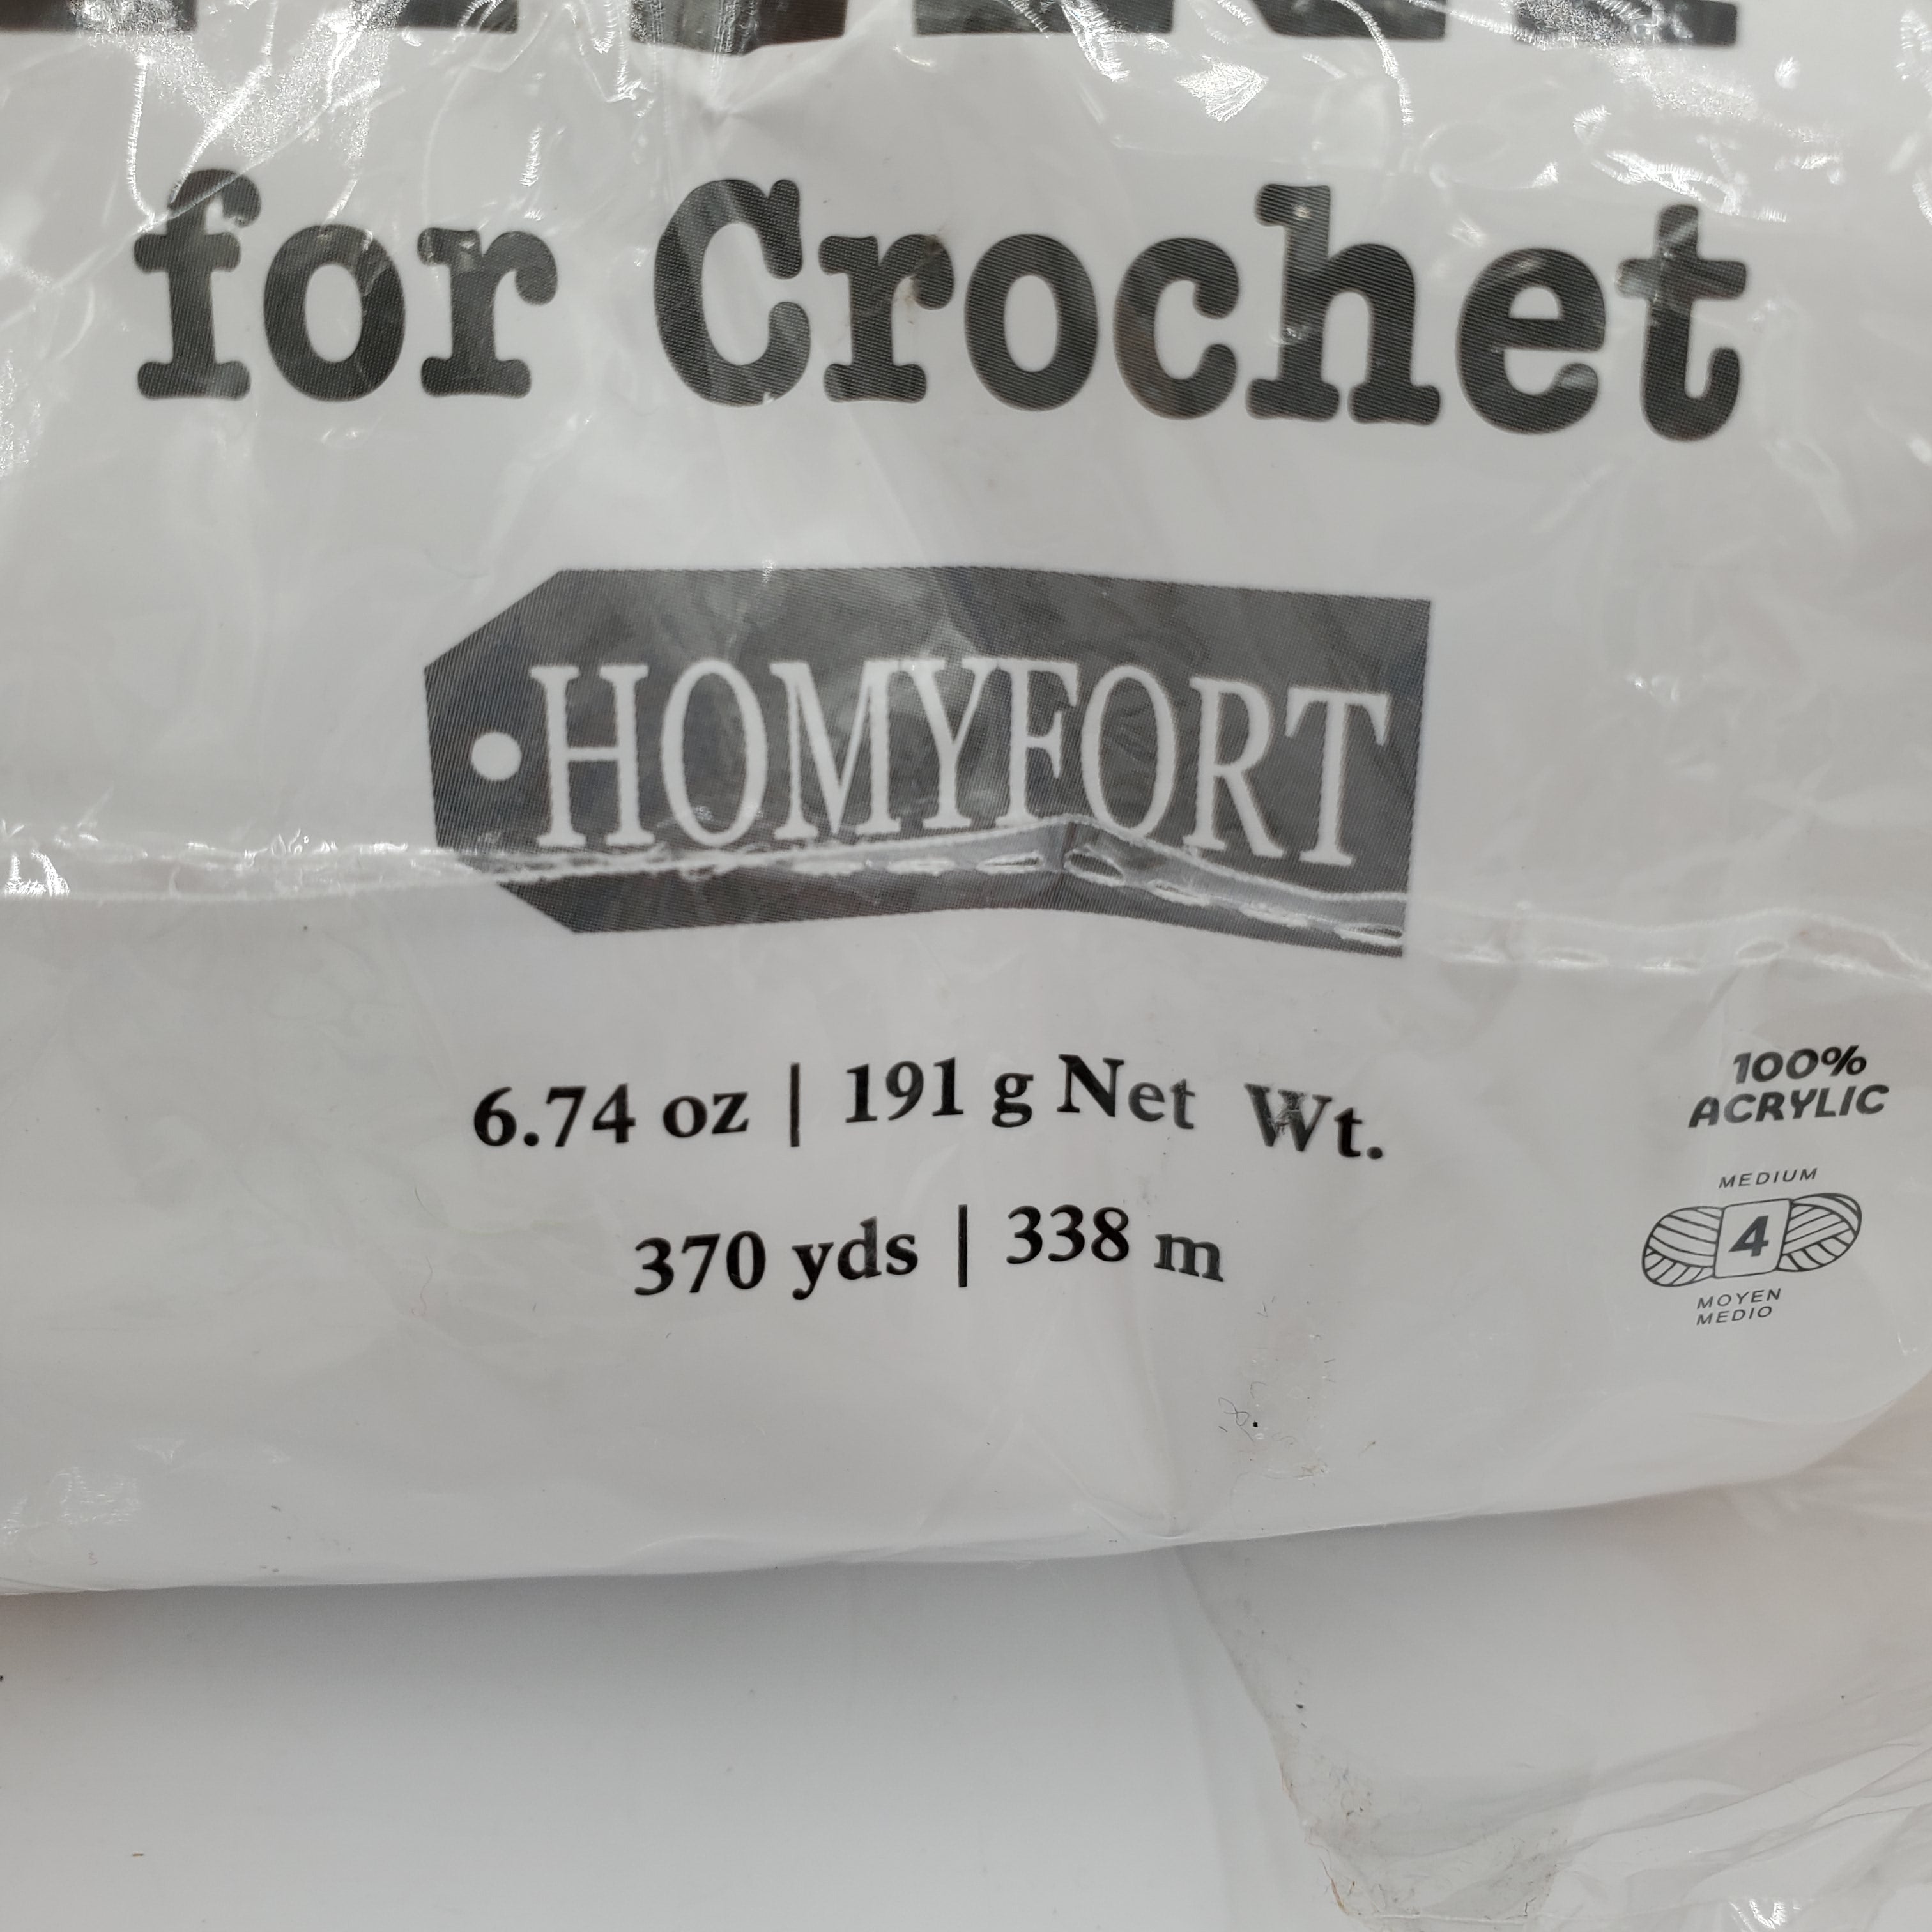 for Crochet
HOMYFORT
6.74 oz | 191 g Net Wt.
370 yds | 338 m
100%
ACRYLIC
MEDIUM
4
MOYEN
MEDIO